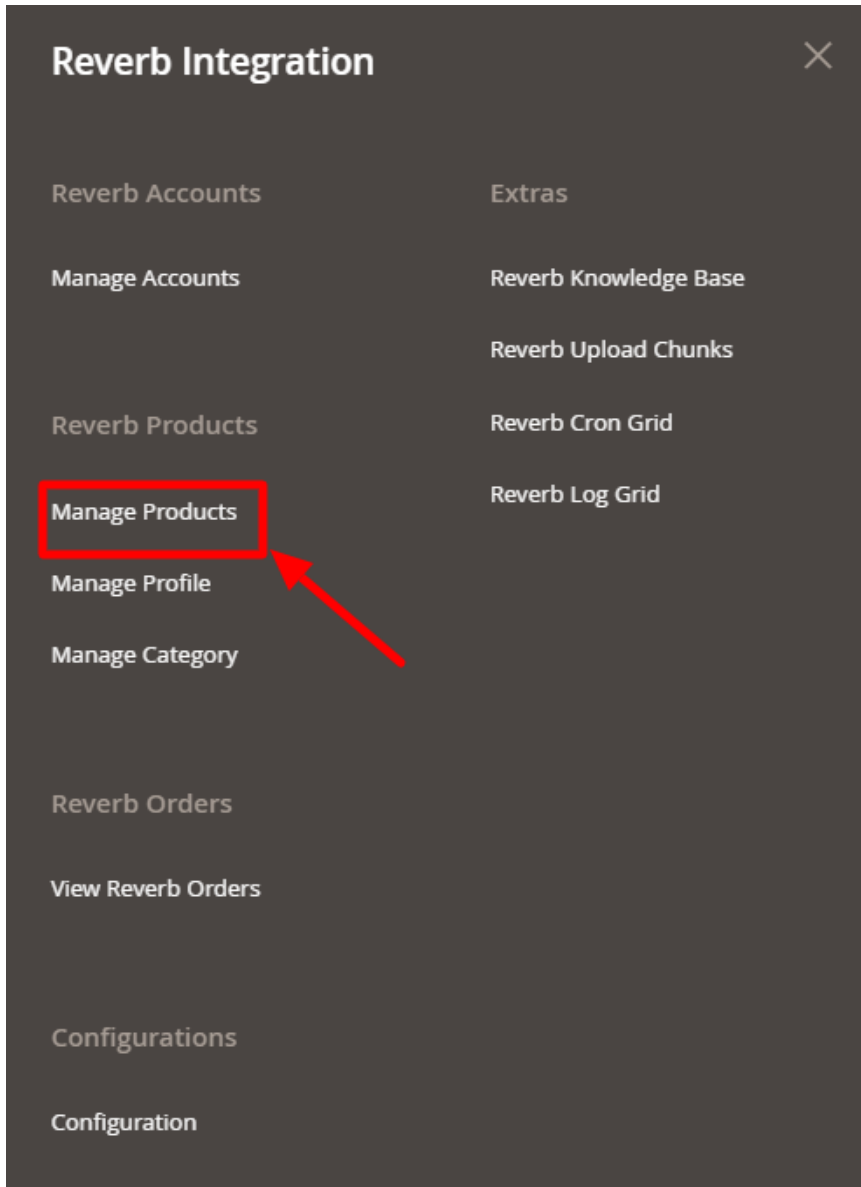 Reverb Integration
Reverb Accounts
Manage Accounts
Reverb Products
Manage Products
Manage Profile
Manage Category
Reverb Orders
View Reverb Orders
Configurations
Configuration
Extras
Reverb Knowledge Base
Reverb Upload Chunks
Reverb Cron Grid
Reverb Log Grid